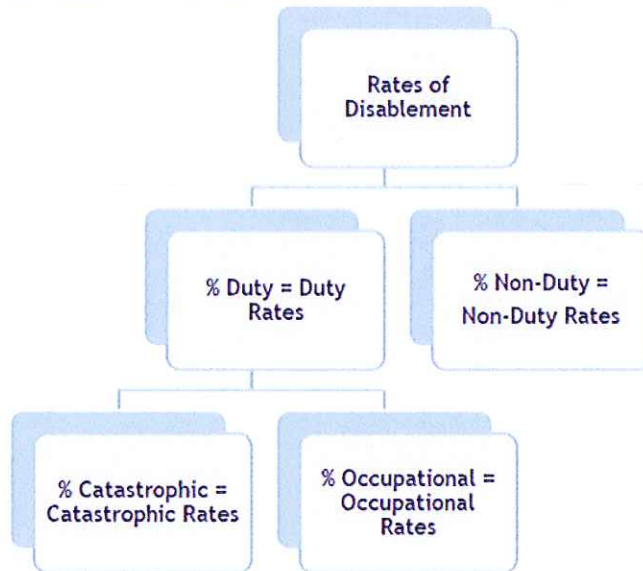 Rates of
Disablement
% Duty = Duty
Rates
% Non-Duty =
Non-Duty Rates
% Catastrophic =
Catastrophic Rates
% Occupational =
Occupational
Rates